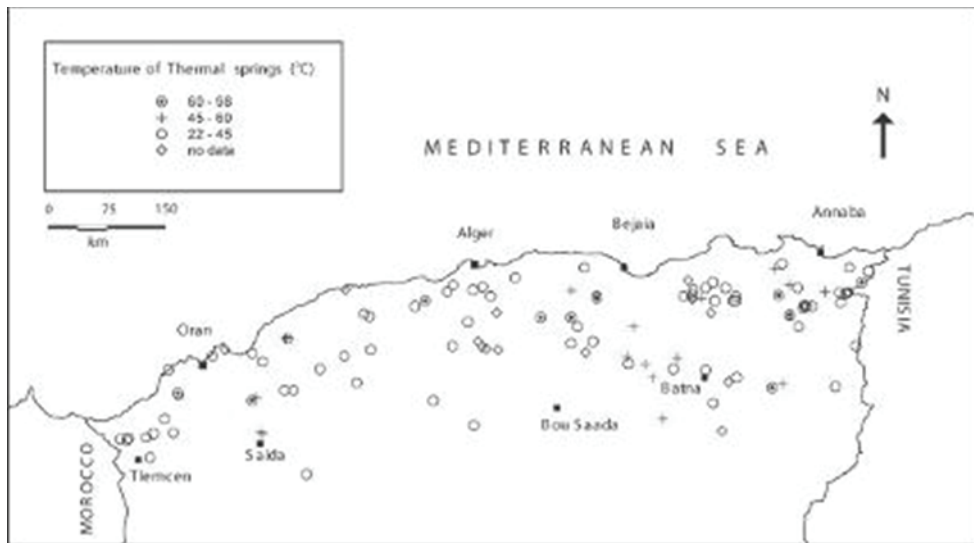 Temperature of Thermal springs (°C)
60 - 98
45 - 60
22 - 45
no data
0 75 150
km
N
MEDITERRANEAN SEA
Annaba
Bejaia
Alger
TUNISIA
Oran
Batna
Bou Saada
Saida
Tlemcen
MOROCCO